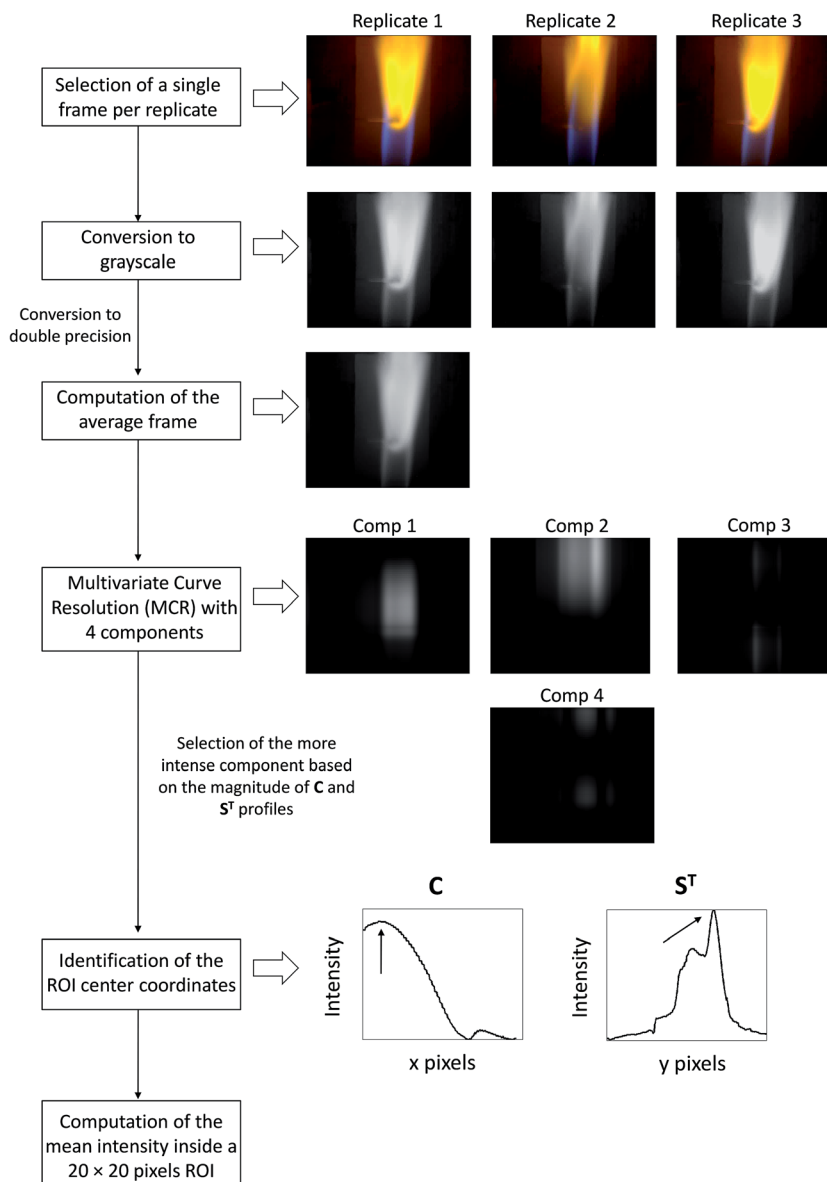 Replicate 1
Replicate 2
Replicate 3
Selection of a single
frame per replicate
Conversion to
grayscale
Conversion to
double precision
Computation of the
average frame
Comp 1
Comp 2
Comp 3
Multivariate Curve
Resolution (MCR) with
4 components
Comp 4
Selection of the more
intense component based
on the magnitude of C and
Sᵀ profiles
C
Sᵀ
Identification of the
ROI center coordinates
Intensity
x pixels
Intensity
y pixels
Computation of the
mean intensity inside a
20 × 20 pixels ROI